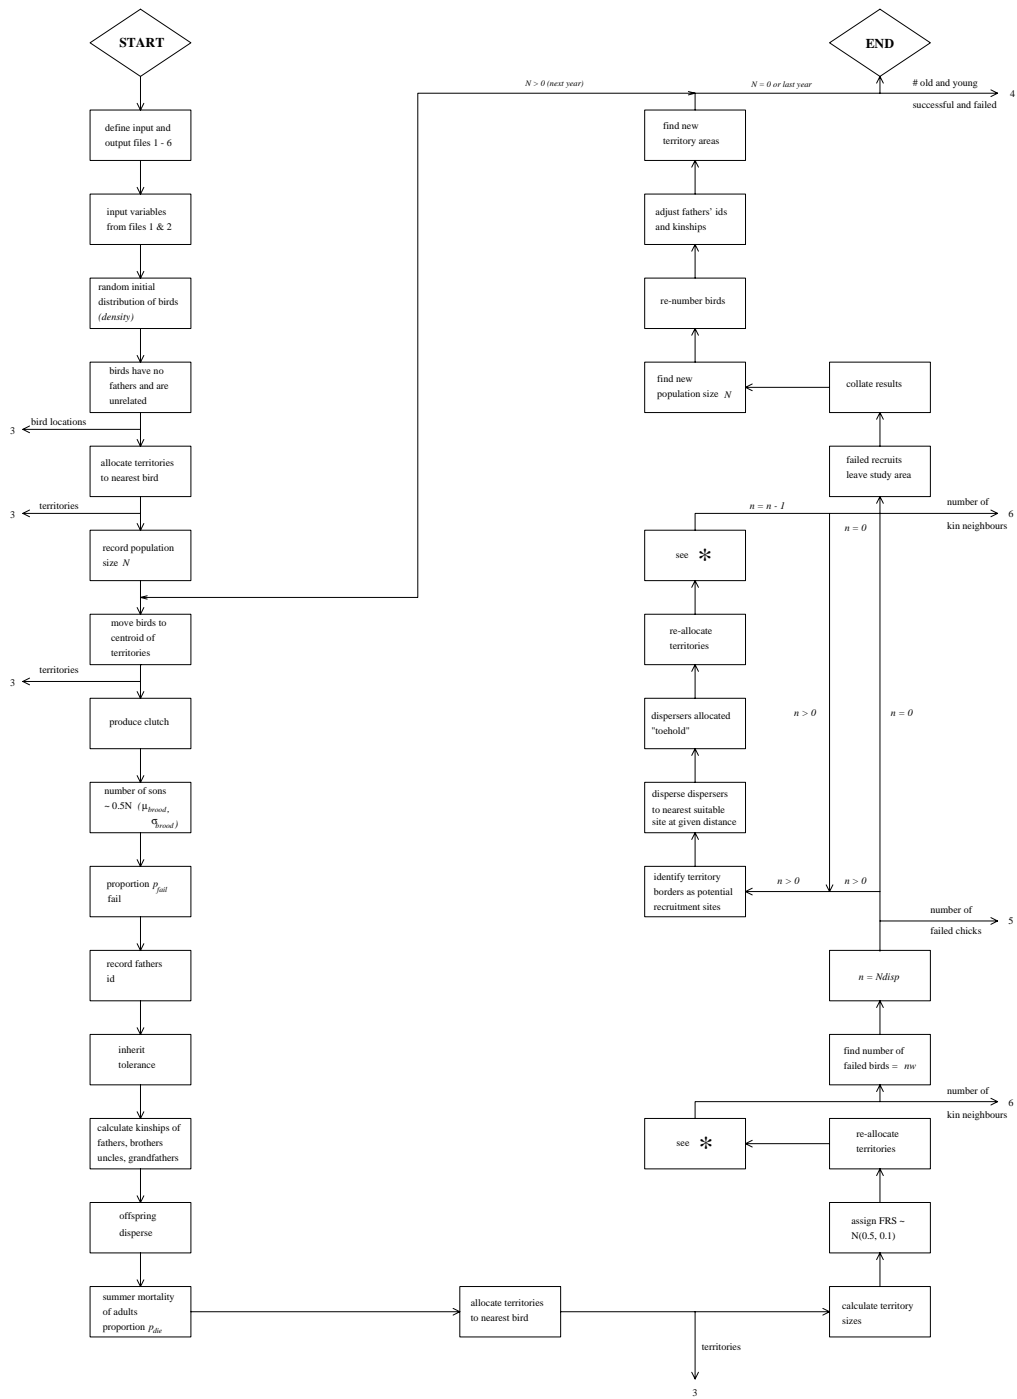 START
define input and
output files 1 - 6
input variables
from files 1 & 2
random initial
distribution of birds
(density)
birds have no
fathers and are
unrelated
3
bird locations
allocate territories
to nearest bird
3
territories
record population
size N
move birds to
centroid of
territories
3
territories
produce clutch
number of sons
~ 0.5N (μbrood,
σbrood)
proportion pfail
fail
record fathers
id
inherit
tolerance
calculate kinships of
fathers, brothers
uncles, grandfathers
offspring
disperse
summer mortality
of adults
proportion pdie
allocate territories
to nearest bird
territories
3
calculate territory
sizes
assign FRS ~
N(0.5, 0.1)
re-allocate
territories
see *
number of
kin neighbours
6
find number of
failed birds = nw
n = Ndisp
number of
failed chicks
5
n > 0
n > 0
identify territory
borders as potential
recruitment sites
disperse dispersers
to nearest suitable
site at given distance
dispersers allocated
"toehold"
n > 0
n = 0
re-allocate
territories
see *
n = n - 1
n = 0
number of
kin neighbours
6
failed recruits
leave study area
collate results
find new
population size N
re-number birds
adjust fathers' ids
and kinships
find new
territory areas
N > 0 (next year)
N = 0 or last year
# old and young
successful and failed
4
END